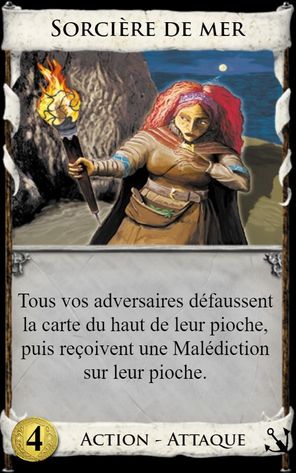 Sorcière de mer
Tous vos adversaires défaussent
la carte du haut de leur pioche,
puis reçoivent une Malédiction
sur leur pioche.
4
Action - Attaque